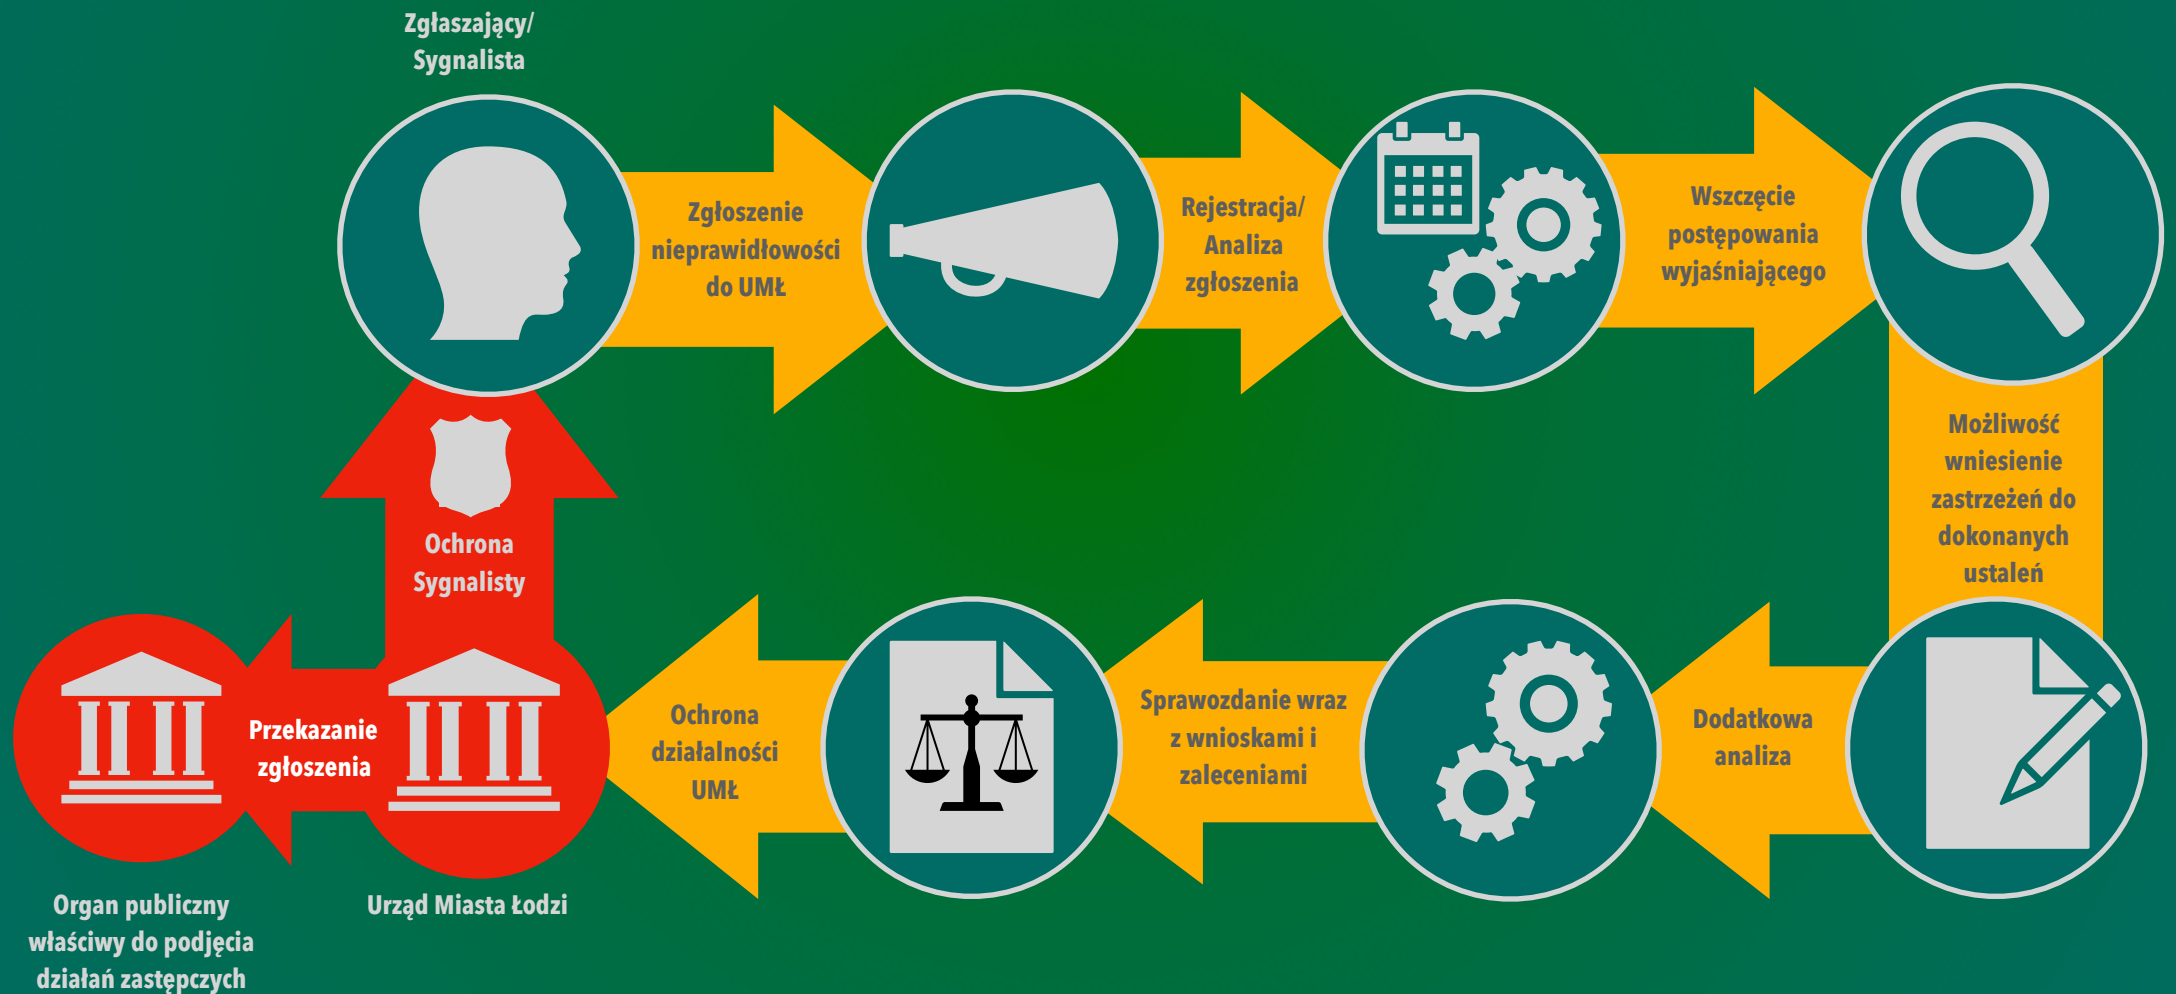 Zgłaszający/
Sygnalista
Zgłoszenie
nieprawidłowości
do UMŁ
Rejestracja/
Analiza
zgłoszenia
Wszczęcie
postępowania
wyjaśniającego
Możliwość
wniesienie
zastrzeżeń do
dokonanych
ustaleń
Dodatkowa
analiza
Sprawozdanie wraz
z wnioskami i
zaleceniami
Ochrona
działalności
UMŁ
Urząd Miasta Łodzi
Ochrona
Sygnalisty
Przekazanie
zgłoszenia
Organ publiczny
właściwy do podjęcia
działań zastępczych